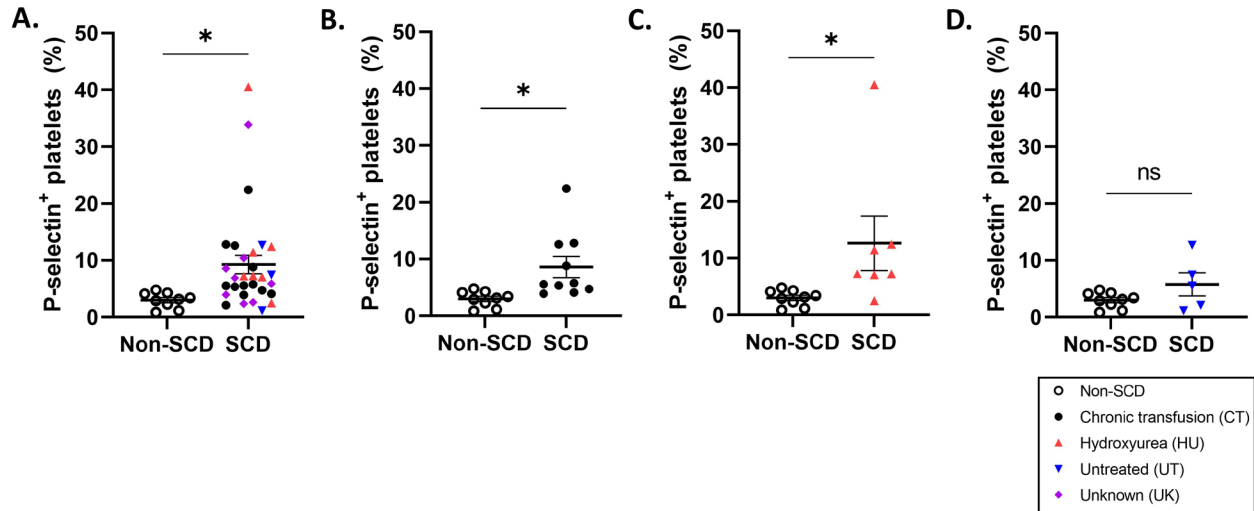 A.
P-selectin+ platelets (%)
50
40
30
20
10
0
*
Non-SCD SCD
B.
P-selectin+ platelets (%)
50
40
30
20
10
0
*
Non-SCD SCD
C.
P-selectin+ platelets (%)
50
40
30
20
10
0
*
Non-SCD SCD
D.
P-selectin+ platelets (%)
50
40
30
20
10
0
ns
Non-SCD SCD
Non-SCD
Chronic transfusion (CT)
Hydroxyurea (HU)
Untreated (UT)
Unknown (UK)